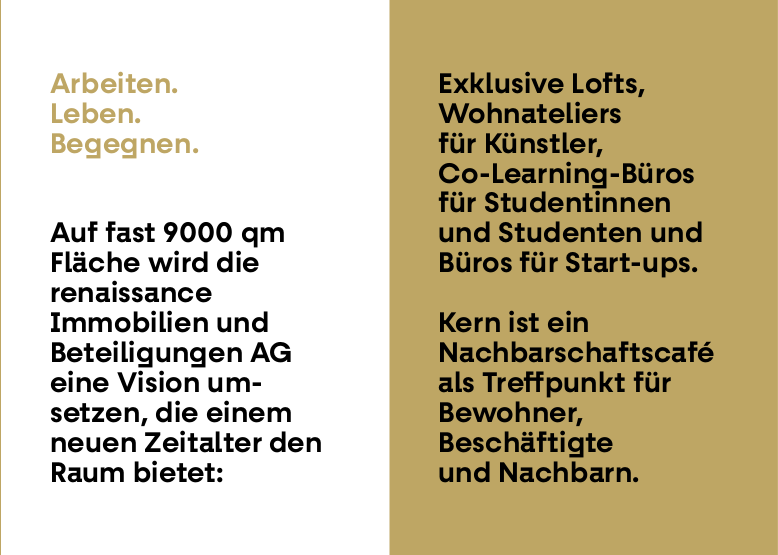 Arbeiten.
Leben.
Begegnen.
Auf fast 9000 qm
Fläche wird die
renaissance
Immobilien und
Beteiligungen AG
eine Vision um-
setzen, die einem
neuen Zeitalter den
Raum bietet:
Exklusive Lofts,
Wohnateliers
für Künstler,
Co-Learning-Büros
für Studentinnen
und Studenten und
Büros für Start-ups.
Kern ist ein
Nachbarschaftscafé
als Treffpunkt für
Bewohner,
Beschäftigte
und Nachbarn.